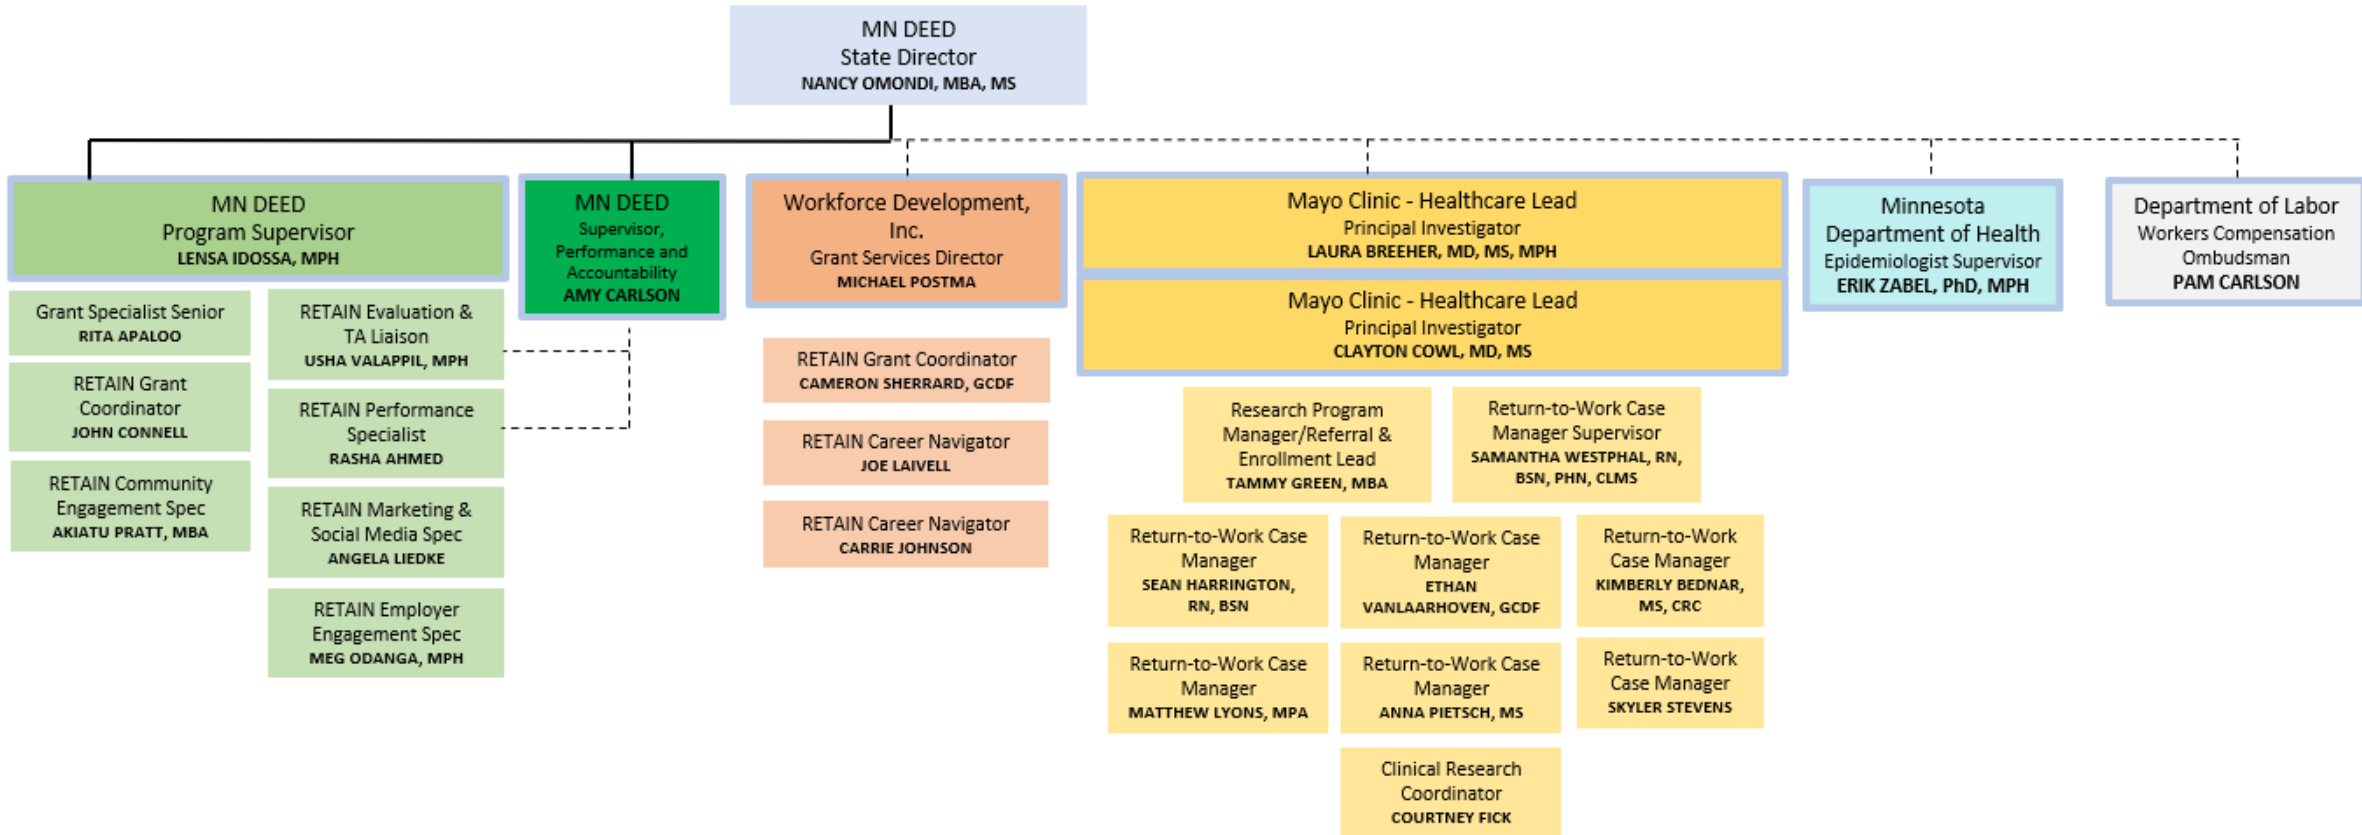 MN DEED
State Director
NANCY OMONDI, MBA, MS
MN DEED
Program Supervisor
LENSA IDOSSA, MPH
Grant Specialist Senior
RITA APALOO
RETAIN Grant
Coordinator
JOHN CONNELL
RETAIN Community
Engagement Spec
AKIATU PRATT, MBA
RETAIN Evaluation &
TA Liaison
USHA VALAPPIL, MPH
RETAIN Performance
Specialist
RASHA AHMED
RETAIN Marketing &
Social Media Spec
ANGELA LIEDKE
RETAIN Employer
Engagement Spec
MEG ODANGA, MPH
MN DEED
Supervisor,
Performance and
Accountability
AMY CARLSON
Workforce Development,
Inc.
Grant Services Director
MICHAEL POSTMA
RETAIN Grant Coordinator
CAMERON SHERRARD, GCDF
RETAIN Career Navigator
JOE LAIVELL
RETAIN Career Navigator
CARRIE JOHNSON
Mayo Clinic - Healthcare Lead
Principal Investigator
LAURA BREEHER, MD, MS, MPH
Mayo Clinic - Healthcare Lead
Principal Investigator
CLAYTON COWL, MD, MS
Research Program
Manager/Referral &
Enrollment Lead
TAMMY GREEN, MBA
Return-to-Work Case
Manager Supervisor
SAMANTHA WESTPHAL, RN,
BSN, PHN, CLMS
Return-to-Work Case
Manager
SEAN HARRINGTON,
RN, BSN
Return-to-Work Case
Manager
ETHAN
VANLAARHOVEN, GCDF
Return-to-Work
Case Manager
KIMBERLY BEDNAR,
MS, CRC
Return-to-Work Case
Manager
MATTHEW LYONS, MPA
Return-to-Work Case
Manager
ANNA PIETSCH, MS
Return-to-Work
Case Manager
SKYLER STEVENS
Clinical Research
Coordinator
COURTNEY FICK
Minnesota
Department of Health
Epidemiologist Supervisor
ERIK ZABEL, PhD, MPH
Department of Labor
Workers Compensation
Ombudsman
PAM CARLSON